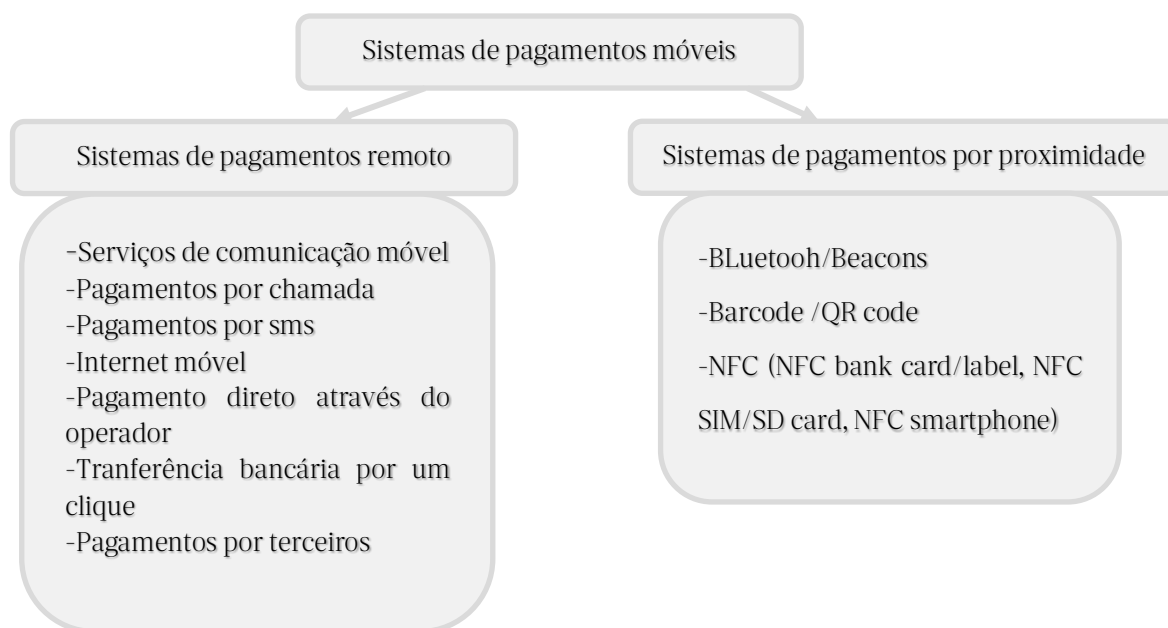 Sistemas de pagamentos móveis
Sistemas de pagamentos remoto
Sistemas de pagamentos por proximidade
-Serviços de comunicação móvel
-Pagamentos por chamada
-Pagamentos por sms
-Internet móvel
-Pagamento direto através do
operador
-Tranferência bancária por um
clique
-Pagamentos por terceiros
-BLuetooh/Beacons
-Barcode /QR code
-NFC (NFC bank card/label, NFC
SIM/SD card, NFC smartphone)